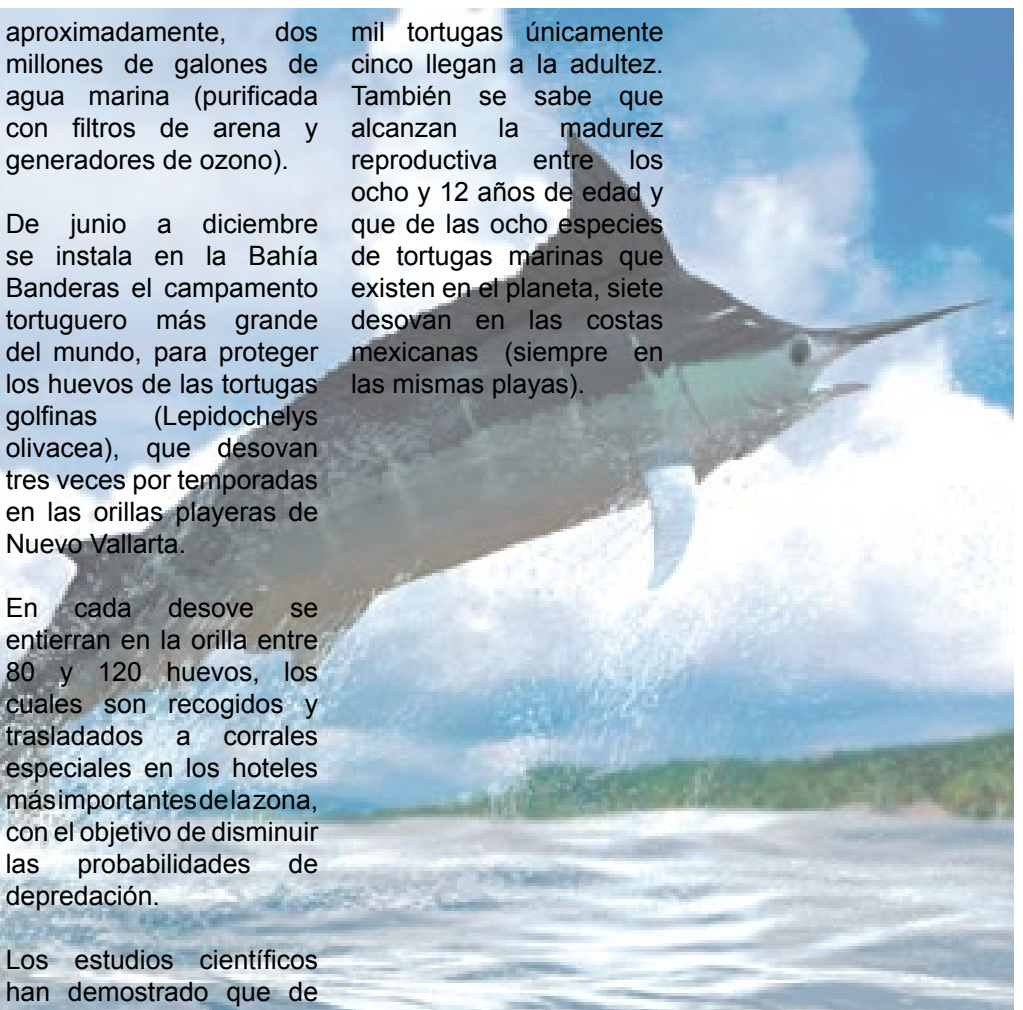 aproximadamente, dos
millones de galones de
agua marina (purificada
con filtros de arena y
generadores de ozono).
De junio a diciembre
se instala en la Bahía
Banderas el campamento
tortuguero más grande
del mundo, para proteger
los huevos de las tortugas
golfinas (Lepidochelys
olivacea), que desovan
tres veces por temporadas
en las orillas playeras de
Nuevo Vallarta.
En cada desove se
entierran en la orilla entre
80 y 120 huevos, los
cuales son recogidos y
trasladados a corrales
especiales en los hoteles
más importantes de la zona,
con el objetivo de disminuir
las probabilidades de
depredación.
Los estudios científicos
han demostrado que de
mil tortugas únicamente
cinco llegan a la adultez.
También se sabe que
alcanzan la madurez
reproductiva entre los
ocho y 12 años de edad y
que de las ocho especies
de tortugas marinas que
existen en el planeta, siete
desovan en las costas
mexicanas (siempre en
las mismas playas).